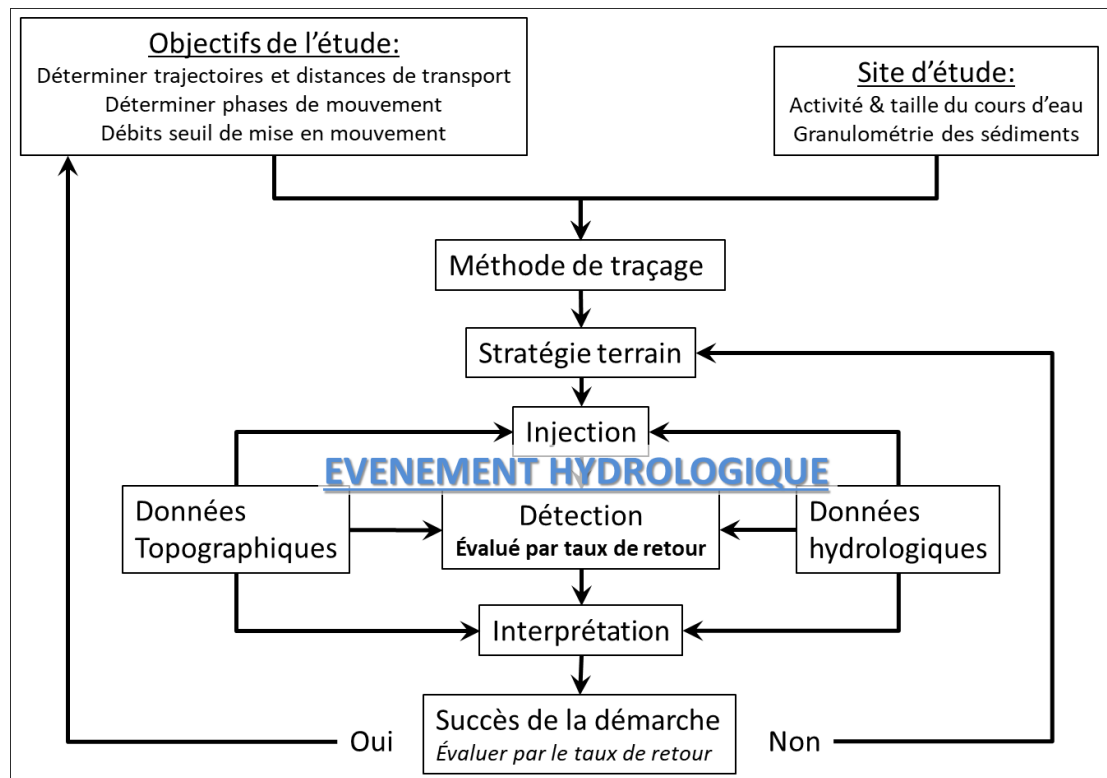 Objectifs de l'étude:
Déterminer trajectoires et distances de transport
Déterminer phases de mouvement
Débits seuil de mise en mouvement
Site d'étude:
Activité & taille du cours d'eau
Granulométrie des sédiments
Méthode de traçage
Stratégie terrain
Injection
EVENEMENT HYDROLOGIQUE
Données
Topographiques
Détection
Évalué par taux de retour
Données
hydrologiques
Interprétation
Succès de la démarche
Évaluer par le taux de retour
Oui
Non